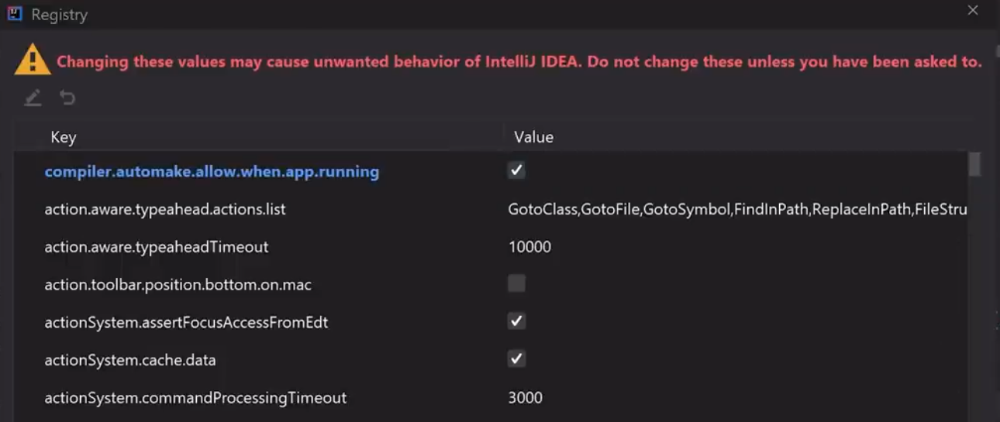 Registry
Changing these values may cause unwanted behavior of IntelliJ IDEA. Do not change these unless you have been asked to.
Key Value
compiler.automake.allow.when.app.running
action.aware.typeahead.actions.list GotoClass,GotoFile,GotoSymbol,FindInPath,ReplaceInPath,FileStru
action.aware.typeaheadTimeout 10000
action.toolbar.position.bottom.on.mac
actionSystem.assertFocusAccessFromEdt
actionSystem.cache.data
actionSystem.commandProcessingTimeout 3000